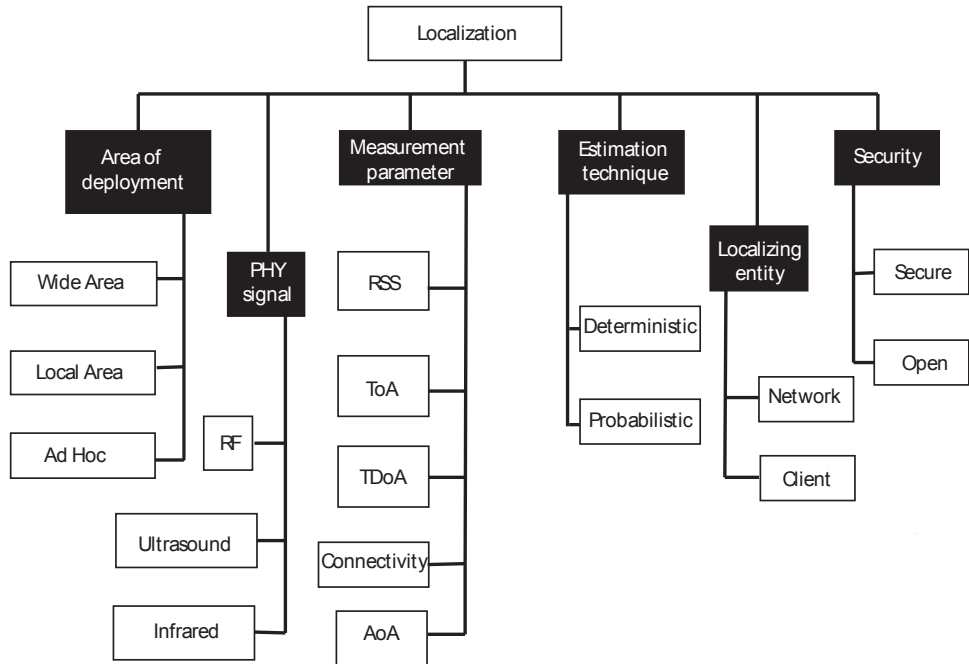 Localization
Area of
deployment
Wide Area
Local Area
Ad Hoc
PHY
signal
RF
Ultrasound
Infrared
Measurement
parameter
RSS
ToA
TDoA
Connectivity
AoA
Estimation
technique
Deterministic
Probabilistic
Localizing
entity
Network
Client
Security
Secure
Open